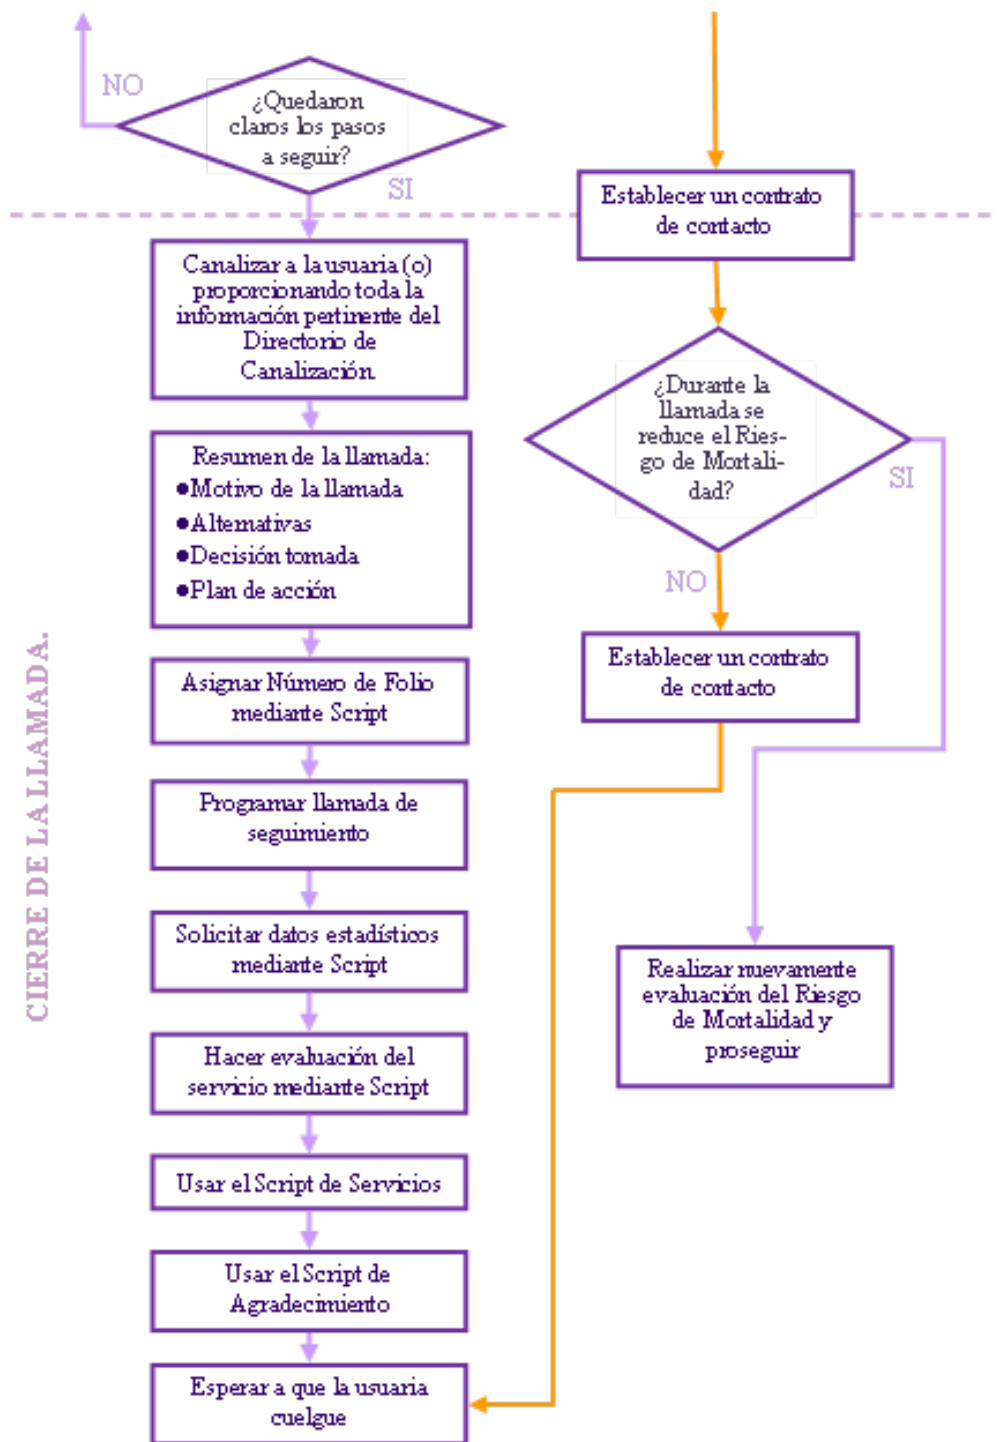 NO
¿Quedaron
claros los pasos
a seguir?
SI
Canalizar a la usuaria (o)
proporcionando toda la
información pertinente del
Directorio de
Canalización.
Resumen de la llamada:
●Motivo de la llamada
●Alternativas
●Decisión tomada
●Plan de acción
Asignar Número de Folio
mediante Script
Programar llamada de
seguimiento
Solicitar datos estadísticos
mediante Script
Hacer evaluación del
servicio mediante Script
Usar el Script de Servicios
Usar el Script de
Agradecimiento
Esperar a que la usuaria
cuelgue
Establecer un contrato
de contacto
¿Durante la
llamada se
reduce el Ries-
go de Mortali-
dad?
SI
NO
Establecer un contrato
de contacto
Realizar nuevamente
evaluación del Riesgo
de Mortalidad y
proseguir
CIERRE DE LA LLAMADA.